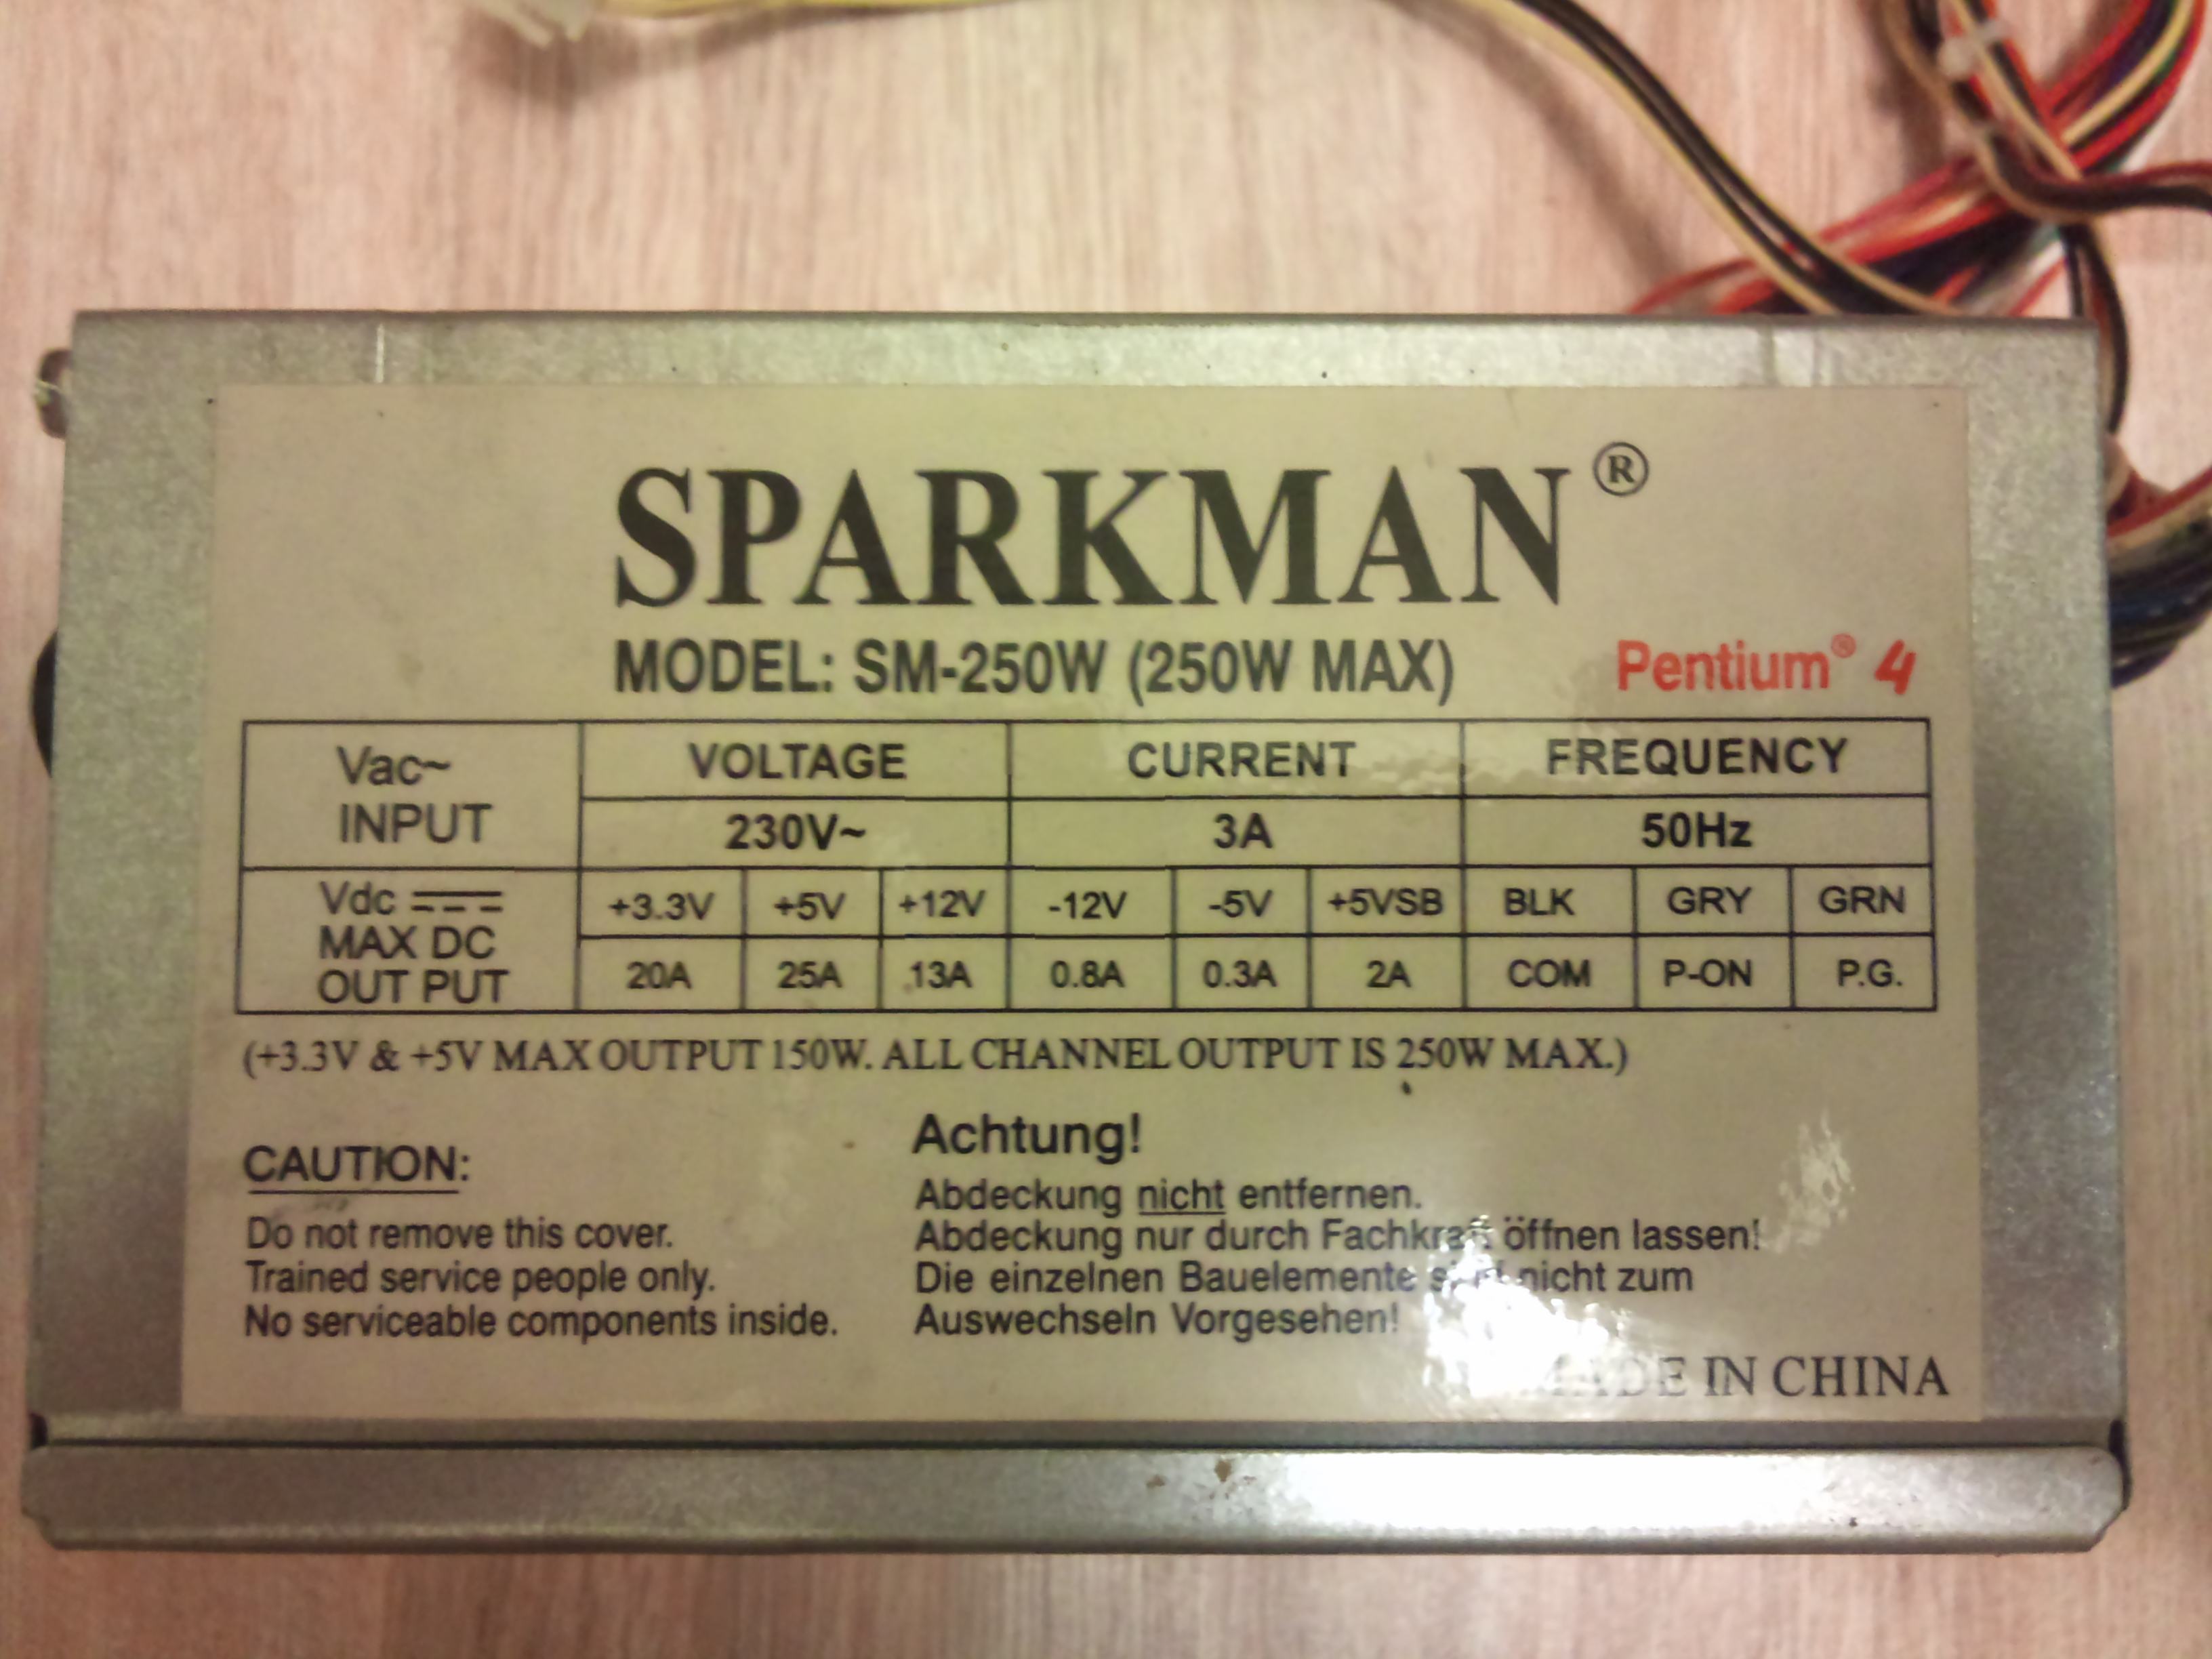 SPARKMAN®
MODEL: SM-250W (250W MAX) Pentium® 4
Vac~ INPUT VOLTAGE CURRENT FREQUENCY
230V~ 3A 50Hz
Vdc MAX DC OUT PUT +3.3V +5V +12V -12V -5V +5VSB BLK GRY GRN
20A 25A 13A 0.8A 0.3A 2A COM P-ON P.G.
(+3.3V & +5V MAX OUTPUT 150W. ALL CHANNEL OUTPUT IS 250W MAX.)
CAUTION:
Do not remove this cover.
Trained service people only.
No serviceable components inside.
Achtung!
Abdeckung nicht entfernen.
Abdeckung nur durch Fachkraft öffnen lassen!
Die einzelnen Bauelemente sind nicht zum
Auswechseln Vorgesehen!
MADE IN CHINA